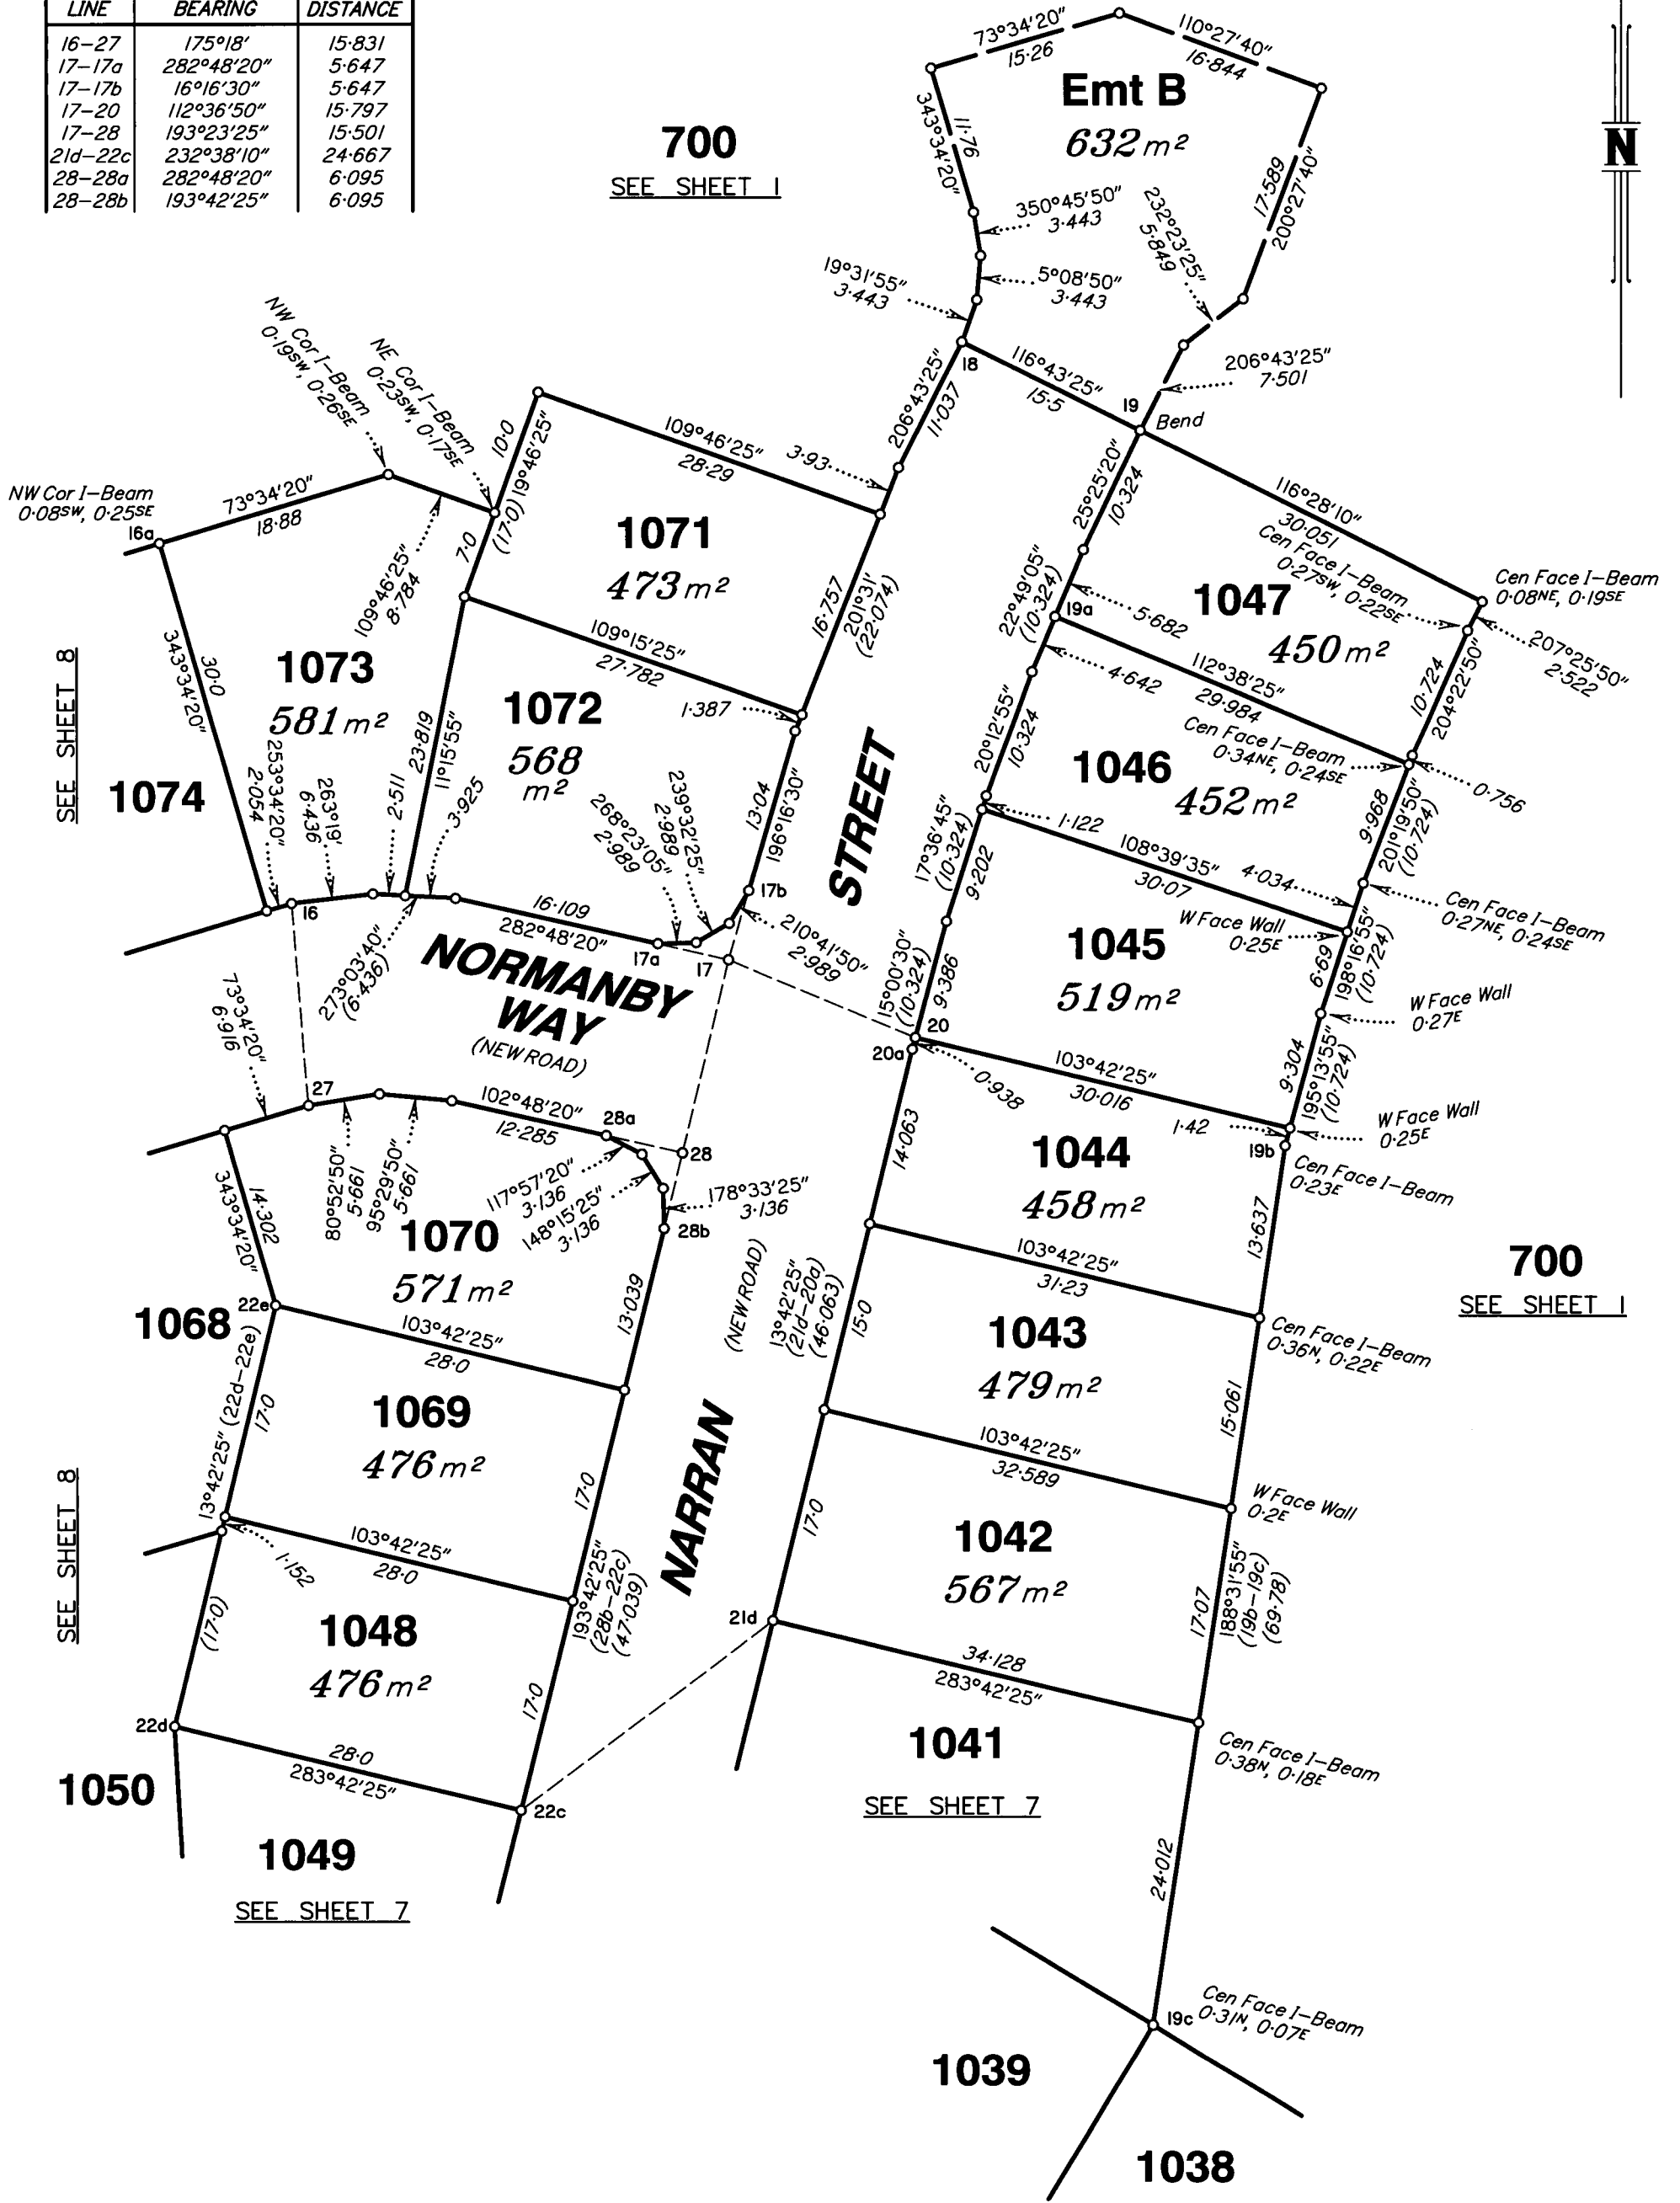 LINE BEARING DISTANCE
16-27 175°18' 15·831
17-17a 282°48'20" 5·647
17-17b 16°16'30" 5·647
17-20 112°36'50" 15·797
17-28 193°23'25" 15·501
21d-22c 232°38'10" 24·667
28-28a 282°48'20" 6·095
28-28b 193°42'25" 6·095
700
SEE SHEET 1
N
73°34'20"
15·26
110°27'40"
16·844
Emt B
632 m²
343°34'20"
11·76
17·589
200°27'40"
350°45'50"
3·443
232°23'25"
5·849
5°08'50"
3·443
19°31'55"
3·443
206°43'25"
7·501
18
116°43'25"
15·5
19
Bend
206°43'25"
11·037
NW Cor I-Beam
0·19SW, 0·26SE
NE Cor I-Beam
0·23SW, 0·17SE
10·0
(17·0) 19°46'25"
109°46'25"
28·29
3·93
25°25'20"
10·324
116°28'10"
30·051
NW Cor I-Beam
0·08SW, 0·25SE
16a
73°34'20"
18·88
1071
473 m²
7·0
109°46'25"
8·784
16·757
201°31'
(22·074)
22°49'05"
(10·324)
19a
5·682
Cen Face I-Beam
0·27SW, 0·22SE
1047
450 m²
Cen Face I-Beam
0·08NE, 0·19SE
207°25'50"
2·522
10·724
204°22'50"
SEE SHEET 8
343°34'20"
30·0
1073
581 m²
109°15'25"
27·782
1072
568
m²
1·387
4·642
112°38'25"
29·984
Cen Face I-Beam
0·34NE, 0·24SE
0·756
1074
253°34'20"
2·054
263°19'
6·436
2·511
23·819
11°15'55"
3·925
268°23'05"
2·989
239°32'25"
2·989
13·04
196°16'30"
STREET
20°12'55"
10·324
1046
452 m²
9·968
201°19'50"
(10·724)
1·122
108°39'35"
30·07
4·034
Cen Face I-Beam
0·27NE, 0·24SE
17°36'45"
(10·324)
9·202
W Face Wall
0·25E
16
16·109
282°48'20"
17a
17
17b
210°41'50"
2·989
1045
519 m²
6·69
198°16'55"
(10·724)
W Face Wall
0·27E
NORMANBY
WAY
(NEW ROAD)
273°03'40"
(6·436)
15°00'30"
(10·324)
9·386
20
20a
0·938
103°42'25"
30·016
9·304
195°13'55"
(10·724)
W Face Wall
0·25E
73°34'20"
6·916
27
102°48'20"
12·285
28a
28
14·063
1·42
19b
Cen Face I-Beam
0·23E
1044
458 m²
80°52'50"
5·661
95°29'50"
5·661
117°57'20"
3·136
148°15'25"
3·136
178°33'25"
3·136
28b
343°34'20"
14·302
1070
571 m²
13·637
103°42'25"
31·23
700
SEE SHEET 1
1068
22e
103°42'25"
28·0
13·039
(NEW ROAD)
13°42'25"
(21d-20a)
(46·063)
15·0
1043
479 m²
Cen Face I-Beam
0·36N, 0·22E
15·061
13°42'25" (22d-22e)
17·0
1069
476 m²
17·0
NARRAN
103°42'25"
32·589
W Face Wall
0·2E
SEE SHEET 8
1·152
103°42'25"
28·0
17·0
1042
567 m²
17·07
188°31'55"
(19b-19c)
(69·78)
(17·0)
1048
476 m²
193°42'25"
(28b-22c)
(47·039)
17·0
21d
34·128
283°42'25"
22d
28·0
283°42'25"
22c
1041
SEE SHEET 7
Cen Face I-Beam
0·38N, 0·18E
1050
1049
SEE SHEET 7
24·012
Cen Face I-Beam
0·31N, 0·07E
19c
1039
1038